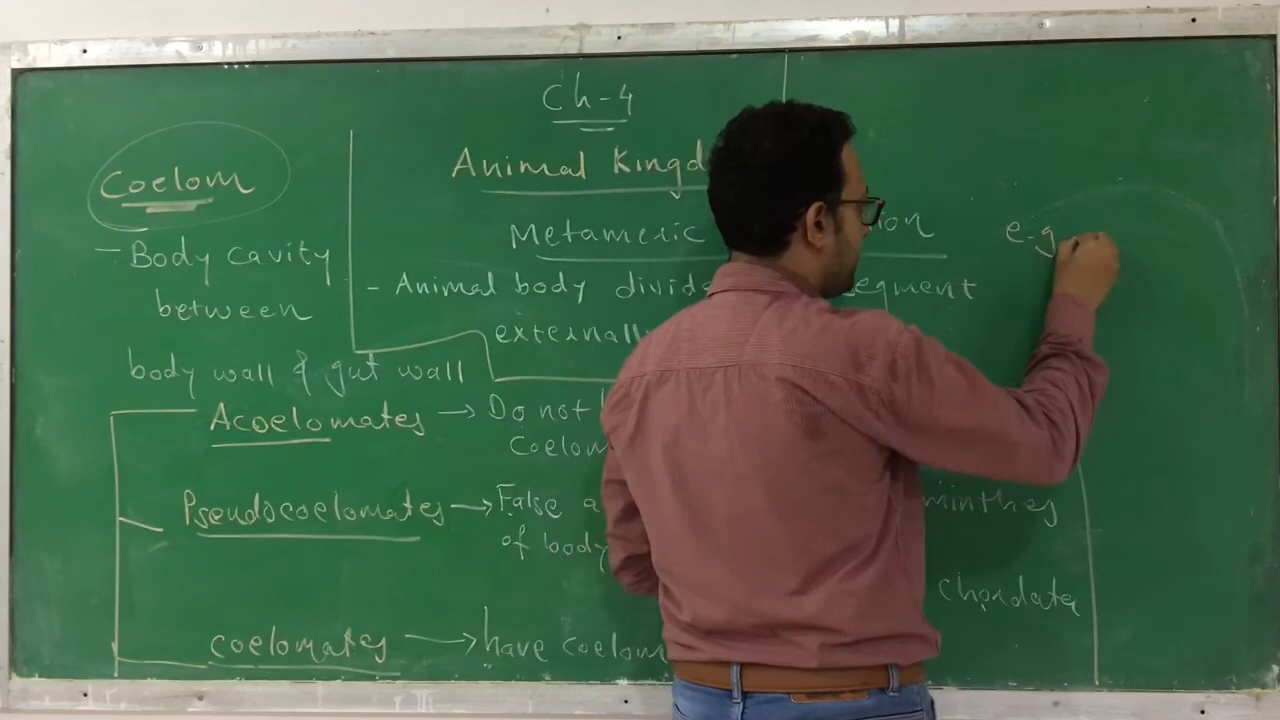 Ch-4
Animal Kingd
Coelom
Metameric ion
e.g
- Body cavity
between
body wall & gut wall
- Animal body divide segment
externall
Acoelomates → Do not
Coelom
Pseudocoelomates → False a minthes
of body
chordata
coelomates → have coelom